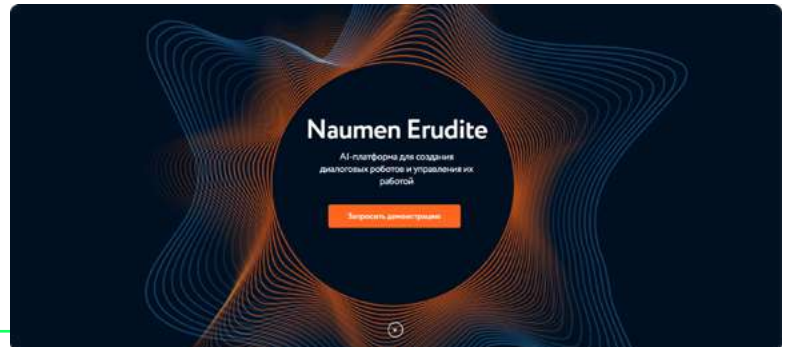 Naumen Erudite
AI-платформа для создания
диалоговых роботов и управления их
работой
Запросить демонстрацию